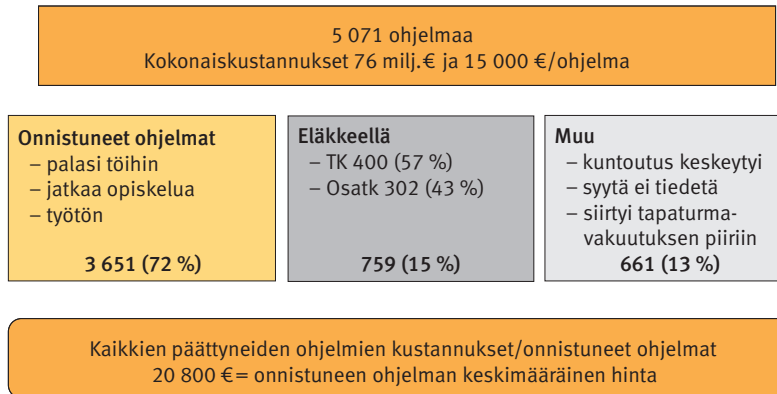 5 071 ohjelmaa
Kokonaiskustannukset 76 milj.€ ja 15 000 €/ohjelma
Onnistuneet ohjelmat
– palasi töihin
– jatkaa opiskelua
– työtön
3 651 (72 %)
Eläkkeellä
– TK 400 (57 %)
– Osatk 302 (43 %)
759 (15 %)
Muu
– kuntoutus keskeytyi
– syytä ei tiedetä
– siirtyi tapaturma-
vakuutuksen piiriin
661 (13 %)
Kaikkien päättyneiden ohjelmien kustannukset/onnistuneet ohjelmat
20 800 €= onnistuneen ohjelman keskimääräinen hinta